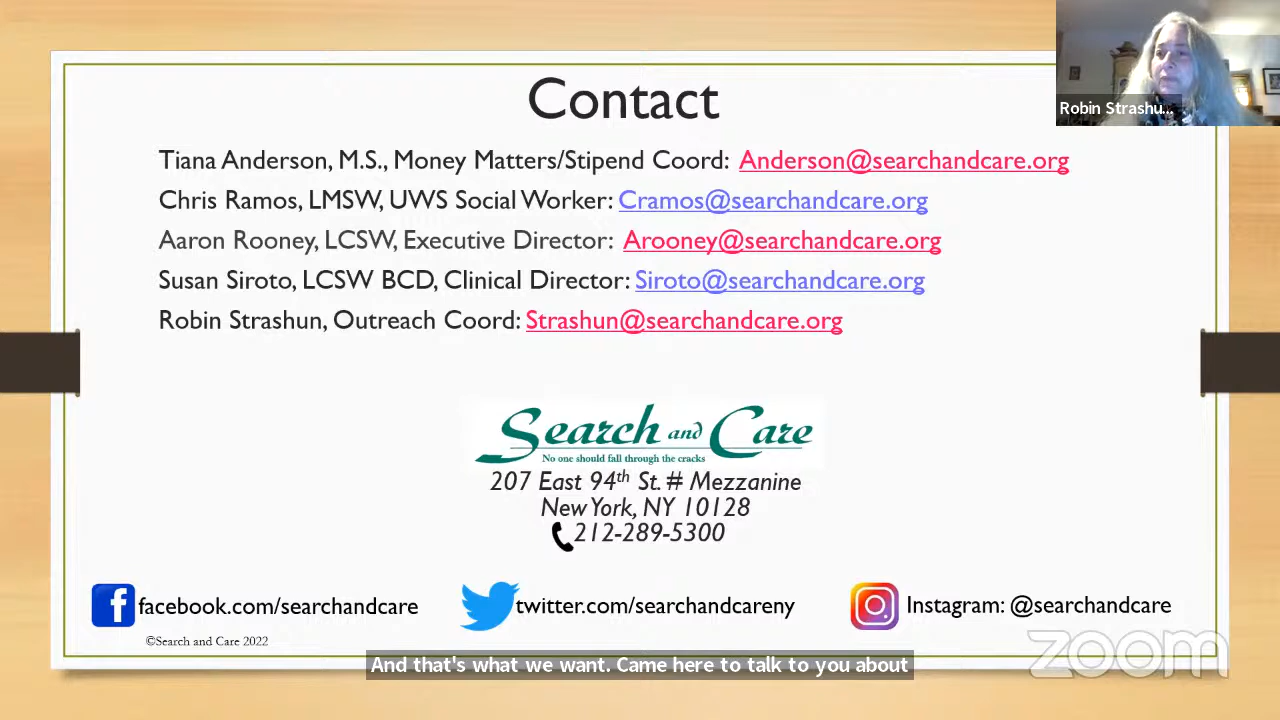 Contact
Robin Strashu...
Tiana Anderson, M.S., Money Matters/Stipend Coord: Anderson@searchandcare.org
Chris Ramos, LMSW, UWS Social Worker: Cramos@searchandcare.org
Aaron Rooney, LCSW, Executive Director: Arooney@searchandcare.org
Susan Siroto, LCSW BCD, Clinical Director: Siroto@searchandcare.org
Robin Strashun, Outreach Coord: Strashun@searchandcare.org
Search and Care
No one should fall through the cracks
207 East 94th St. # Mezzanine
New York, NY 10128
212-289-5300
facebook.com/searchandcare twitter.com/searchandcareny Instagram: @searchandcare
©Search and Care 2022
zoom
And that's what we want. Came here to talk to you about